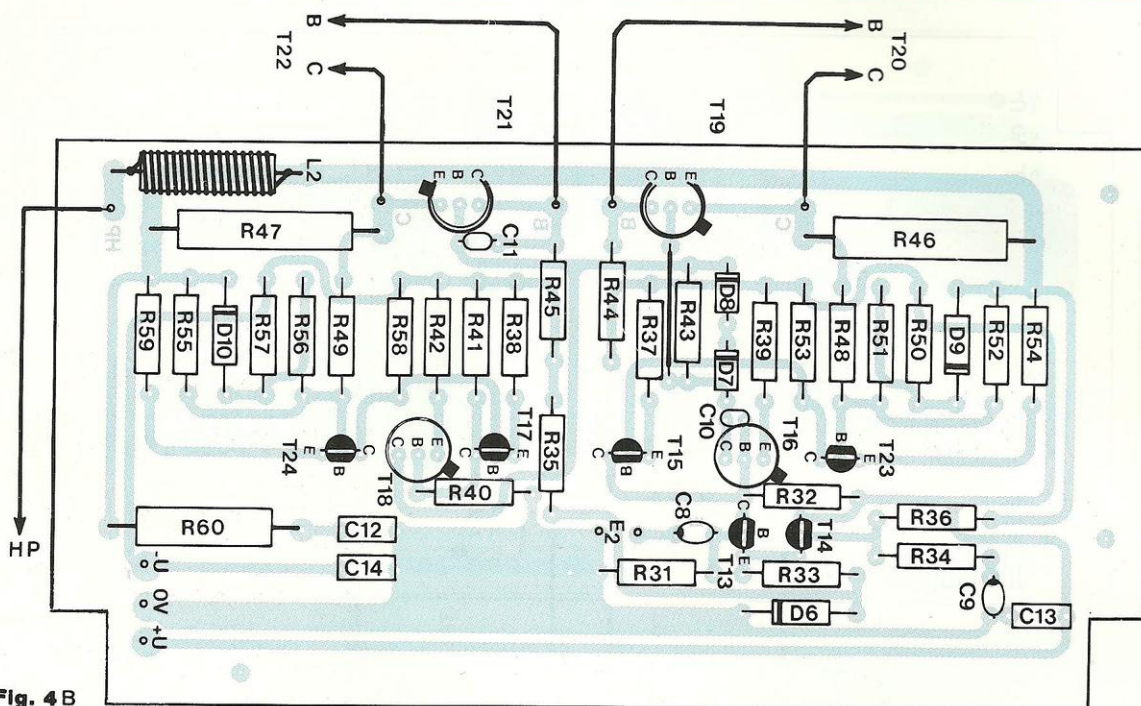 B
C
T22
B
C
T20
T21
T19
L2
E B C
C B E
HP
C
B
B
C
R47
C11
R46
R59
R55
D10
R57
R56
R49
R58
R42
R41
R38
R45
R44
R37
R43
D8
D7
R39
R53
R48
R51
R50
D9
R52
R54
E C
B
T24
C B E
T18
C E
B
T17
R35
C E
B
T15
C10
C B E
T16
B
C E
T23
R40
R32
R60
C12
C14
E2
C8
C
B
E
T13
T14
R36
R34
R31
R33
D6
C9
C13
HP
-U
0V
+U
Fig. 4B